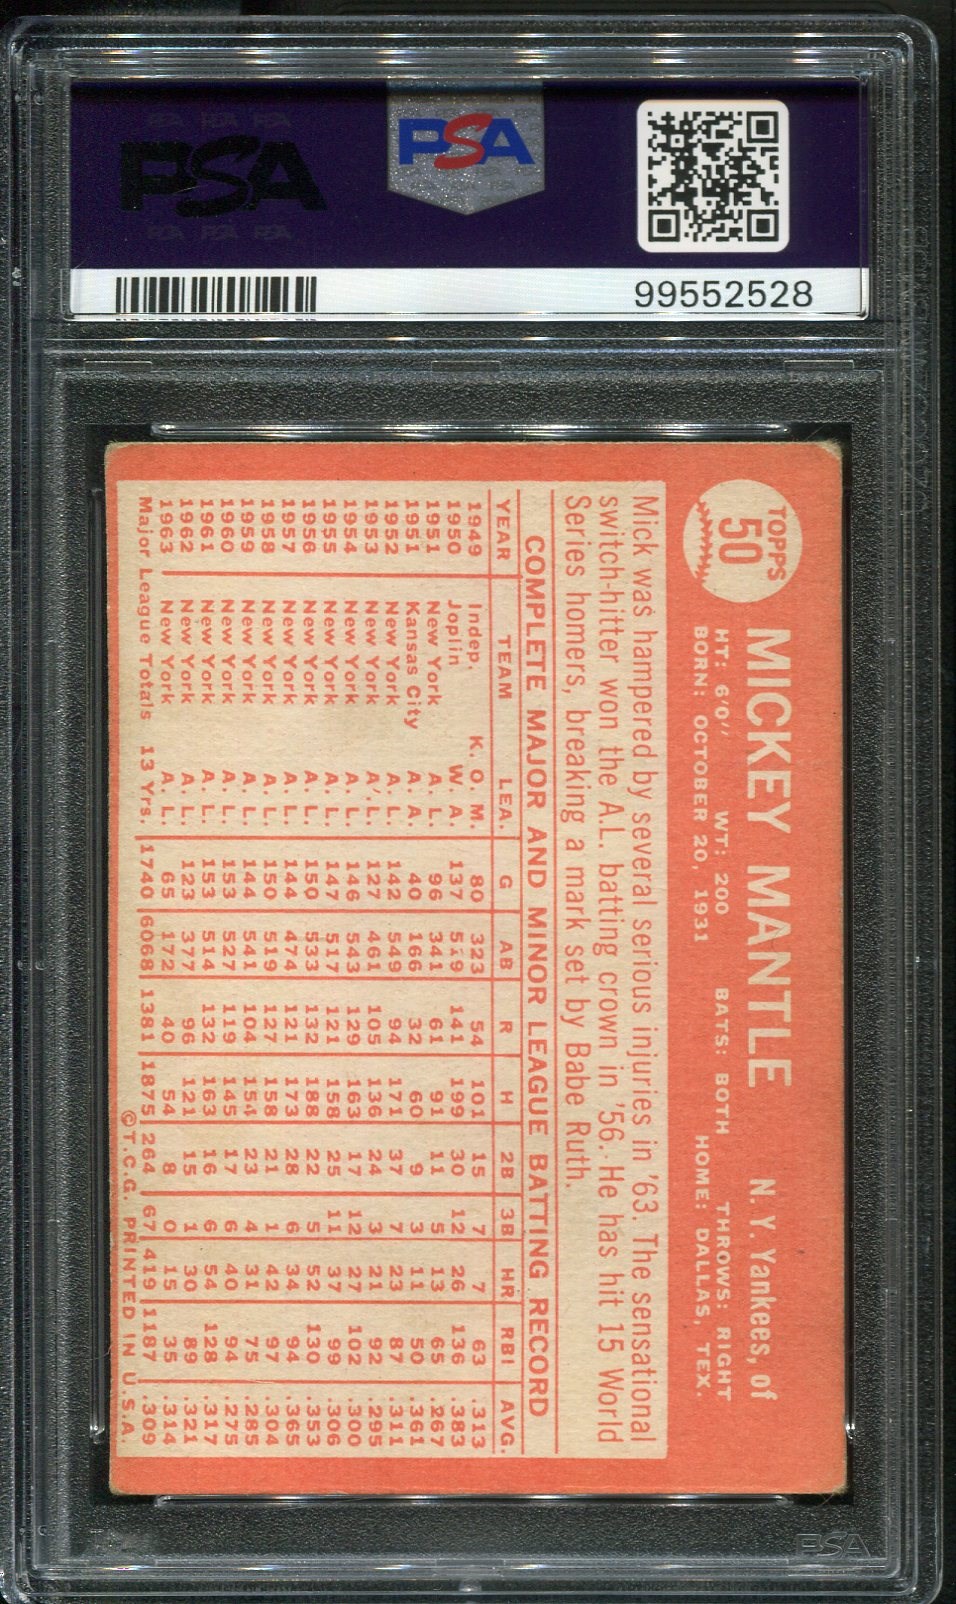 PSA
PSA
99552528
TOPPS
50
MICKEY MANTLE N. Y. Yankees, of
HT: 6'0" WT: 200 BATS: BOTH THROWS: RIGHT
BORN: OCTOBER 20, 1931 HOME: DALLAS, TEX.
Mick was hampered by several serious injuries in '63. The sensational
switch-hitter won the A.L. batting crown in '56. He has hit 15 World
Series homers, breaking a mark set by Babe Ruth.
COMPLETE MAJOR AND MINOR LEAGUE BATTING RECORD
YEAR TEAM LEA. G AB R H 2B 3B HR RBI AVG.
1949 Indep. K. O. M. 80 323 54 101 15 7 7 63 .313
1950 Joplin W. A. 137 519 141 199 30 12 26 136 .383
1951 New York A. L. 96 341 61 91 11 5 13 65 .267
1951 Kansas City A. A. 40 166 32 60 9 3 11 50 .361
1952 New York A. L. 142 549 94 171 37 7 23 87 .311
1953 New York A. L. 127 461 105 136 24 3 21 92 .295
1954 New York A. L. 146 543 129 163 17 12 27 102 .300
1955 New York A. L. 147 517 121 158 25 11 37 99 .306
1956 New York A. L. 150 533 132 188 22 5 52 130 .353
1957 New York A. L. 144 474 121 173 28 6 34 94 .365
1958 New York A. L. 150 519 127 158 21 1 42 97 .304
1959 New York A. L. 144 541 104 154 23 4 31 75 .285
1960 New York A. L. 153 527 119 145 17 6 40 94 .275
1961 New York A. L. 153 514 132 163 16 6 54 128 .317
1962 New York A. L. 123 377 96 121 15 1 30 89 .321
1963 New York A. L. 65 172 40 54 8 0 15 35 .314
Major League Totals 13 Yrs. 1740 6068 1381 1875 264 67 419 1187 .309
©T.C.G. PRINTED IN U.S.A.
PSA